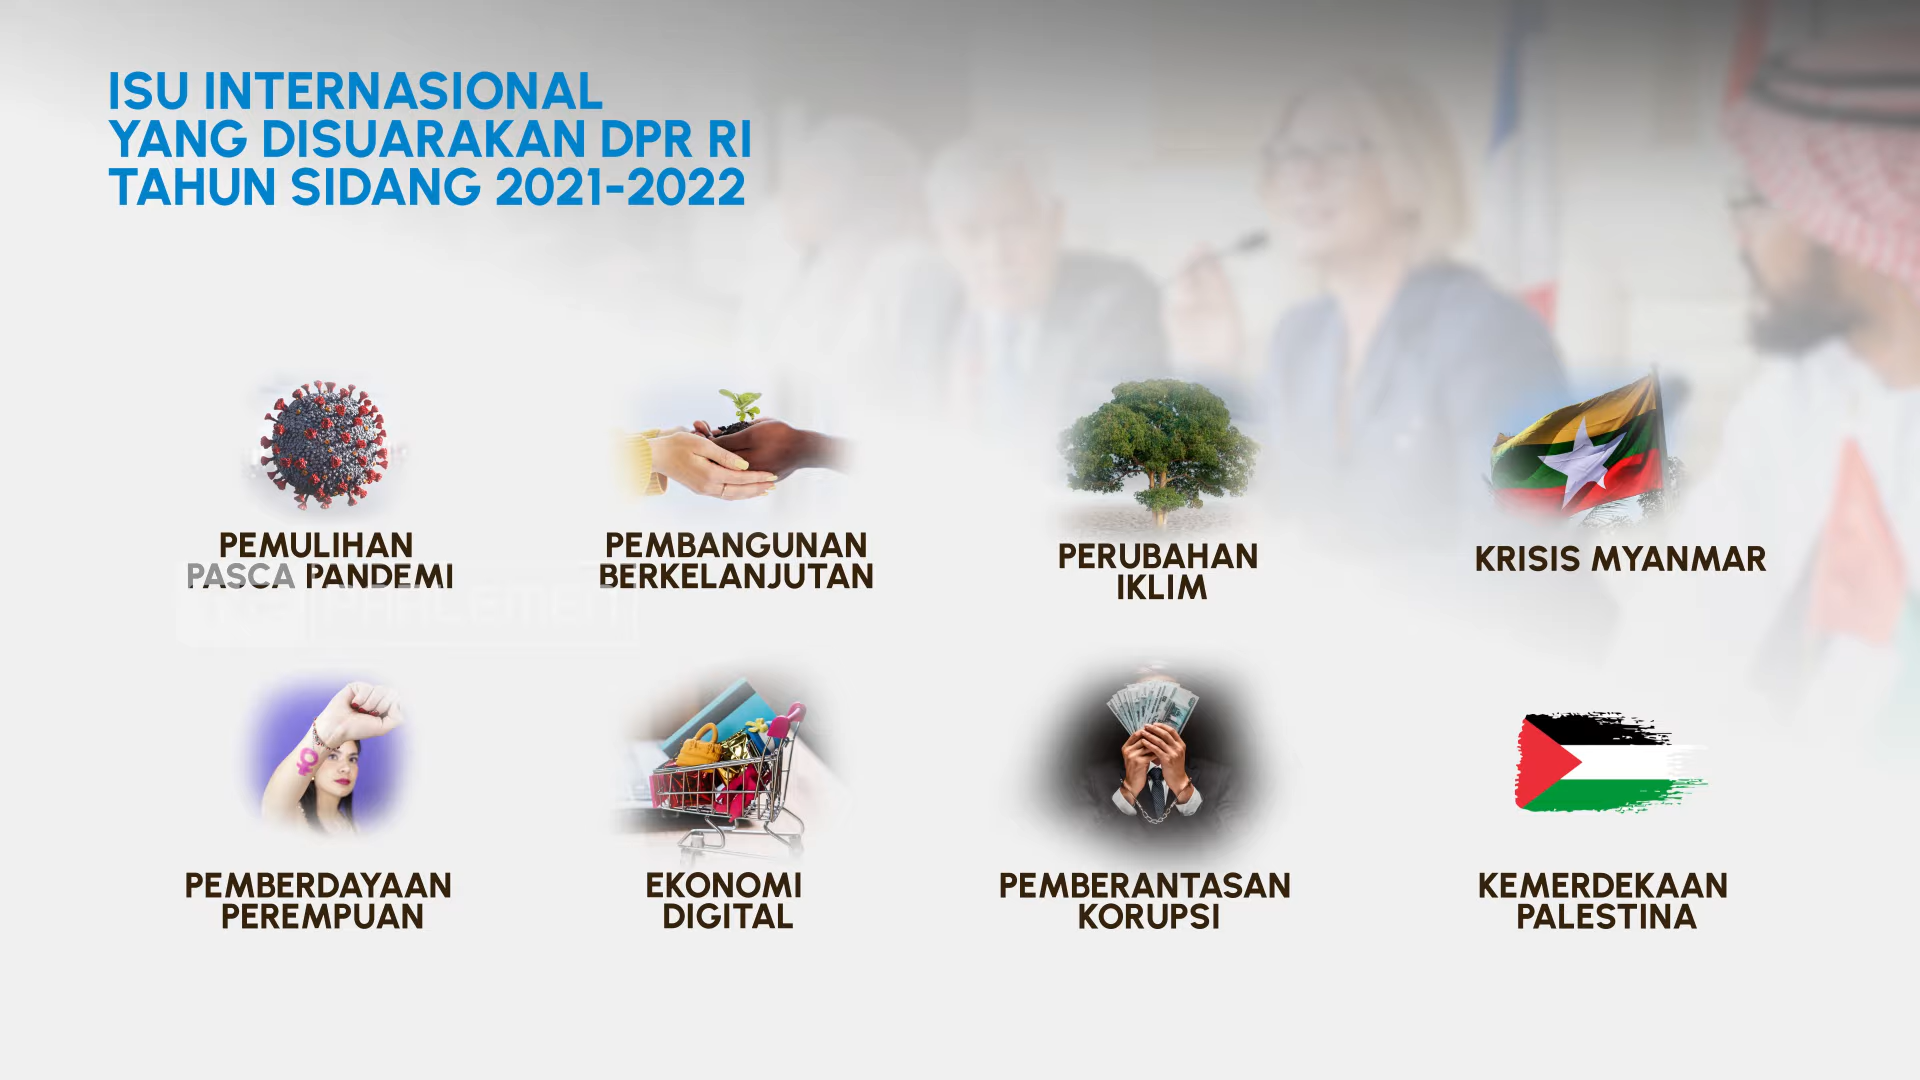 ISU INTERNASIONAL
YANG DISUARAKAN DPR RI
TAHUN SIDANG 2021-2022
PEMULIHAN
PASCA PANDEMI
PEMBANGUNAN
BERKELANJUTAN
PERUBAHAN
IKLIM
KRISIS MYANMAR
PARLEMEN
PEMBERDAYAAN
PEREMPUAN
EKONOMI
DIGITAL
PEMBERANTASAN
KORUPSI
KEMERDEKAAN
PALESTINA